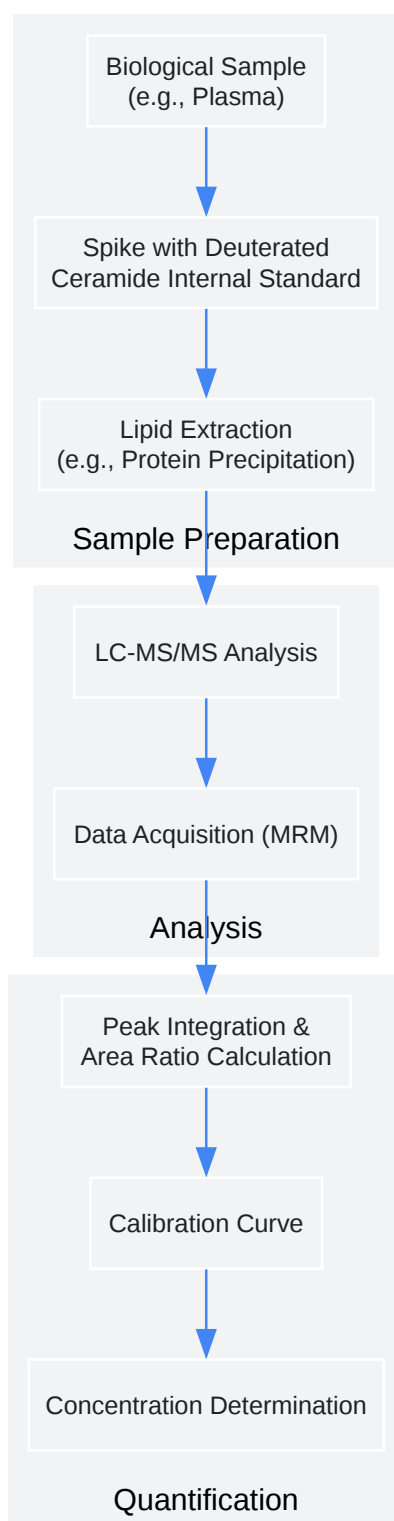 Biological Sample
(e.g., Plasma)
Spike with Deuterated
Ceramide Internal Standard
Lipid Extraction
(e.g., Protein Precipitation)
Sample Preparation
LC-MS/MS Analysis
Data Acquisition (MRM)
Analysis
Peak Integration &
Area Ratio Calculation
Calibration Curve
Concentration Determination
Quantification